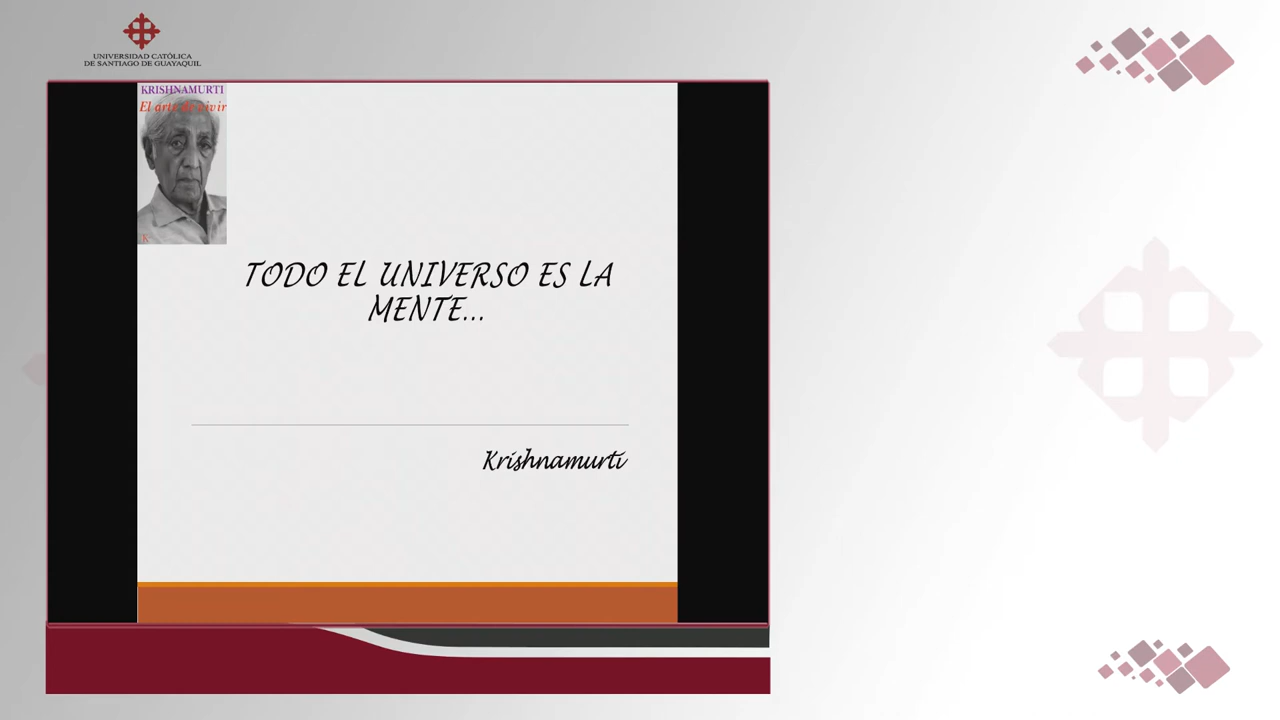 UNIVERSIDAD CATÓLICA
DE SANTIAGO DE GUAYAQUIL
KRISHNAMURTI
El arte de vivir
K
TODO EL UNIVERSO ES LA
MENTE...
Krishnamurti